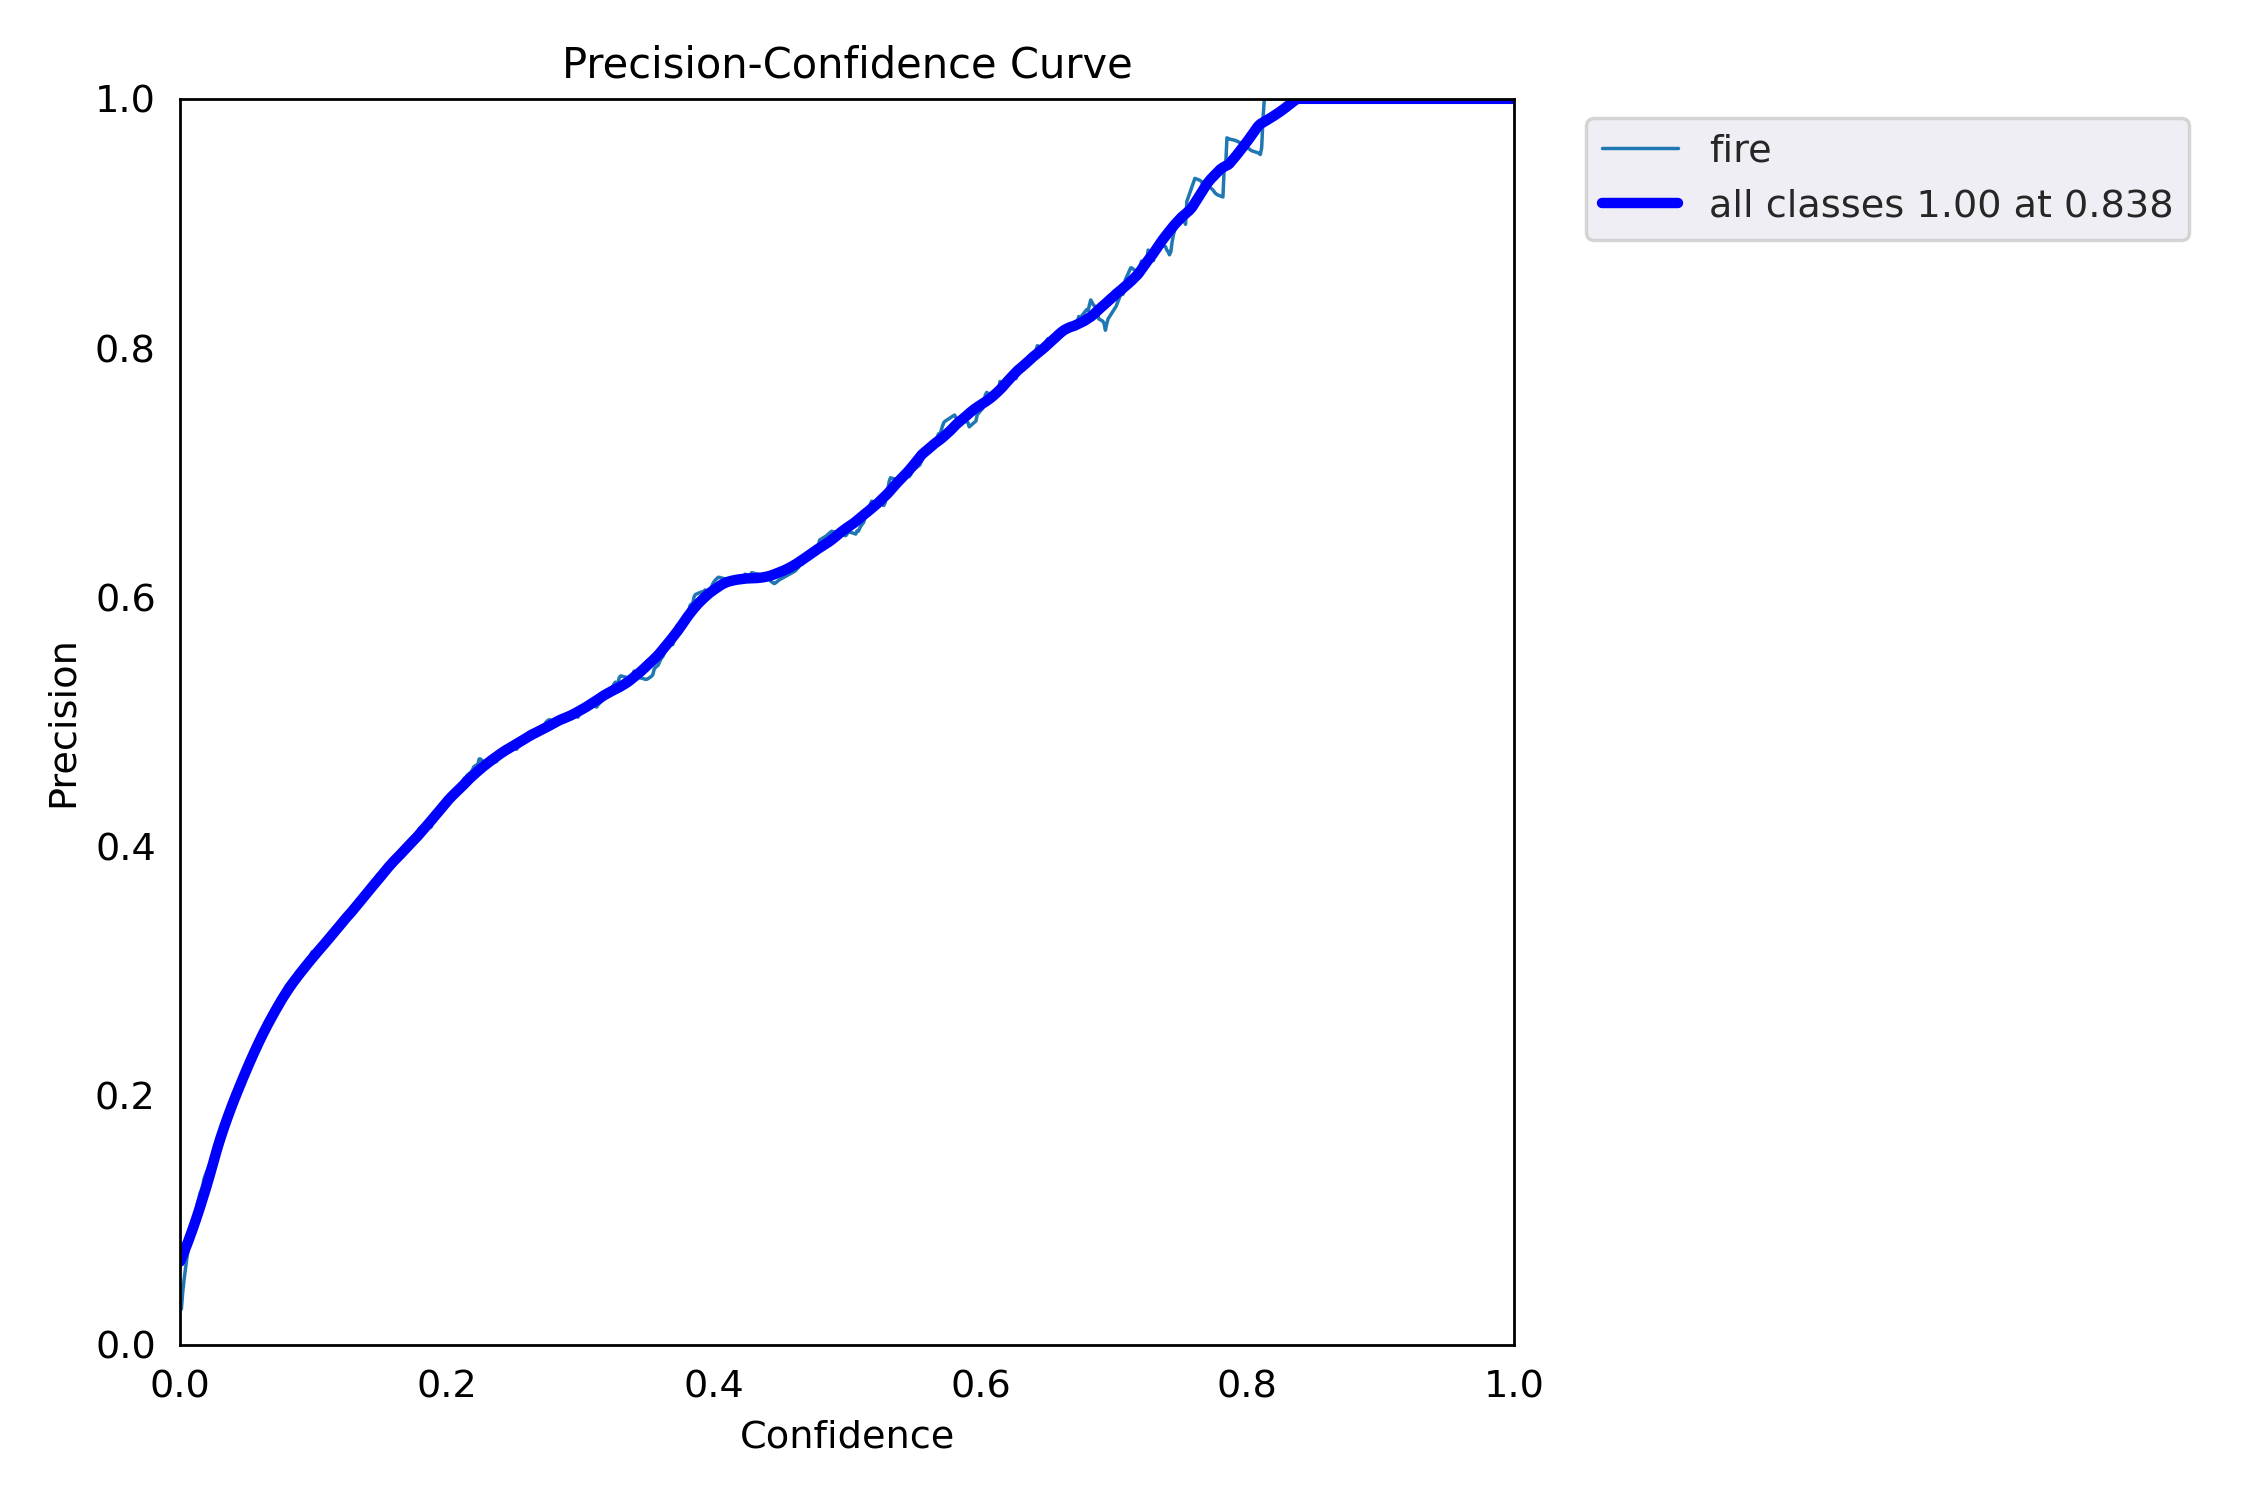 Precision-Confidence Curve
1.0
0.8
0.6
0.4
0.2
0.0
Precision
0.0 0.2 0.4 0.6 0.8 1.0
Confidence
fire
all classes 1.00 at 0.838